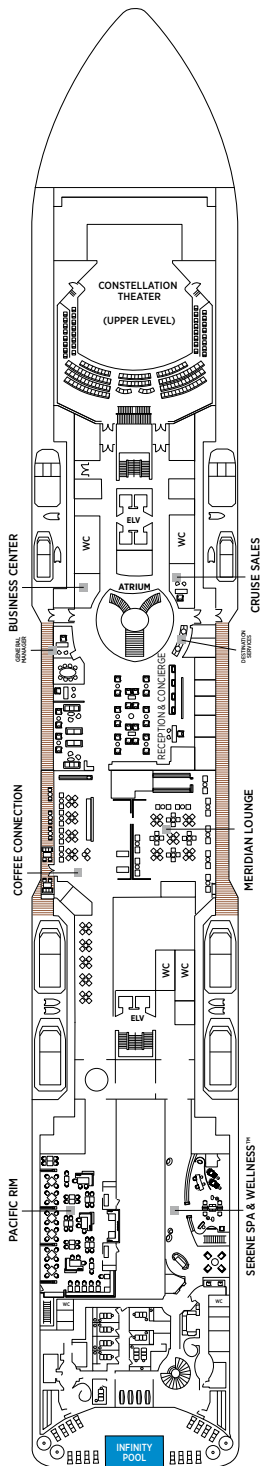 CONSTELLATION
THEATER
(UPPER LEVEL)
WC
ELV
WC
BUSINESS CENTER
CRUISE SALES
ATRIUM
GENERAL
MANAGER
DESTINATION
SERVICES
RECEPTION & CONCIERGE
COFFEE CONNECTION
MERIDIAN LOUNGE
WC
WC
ELV
PACIFIC RIM
SERENE SPA & WELLNESS™
WC
WC
INFINITY
POOL